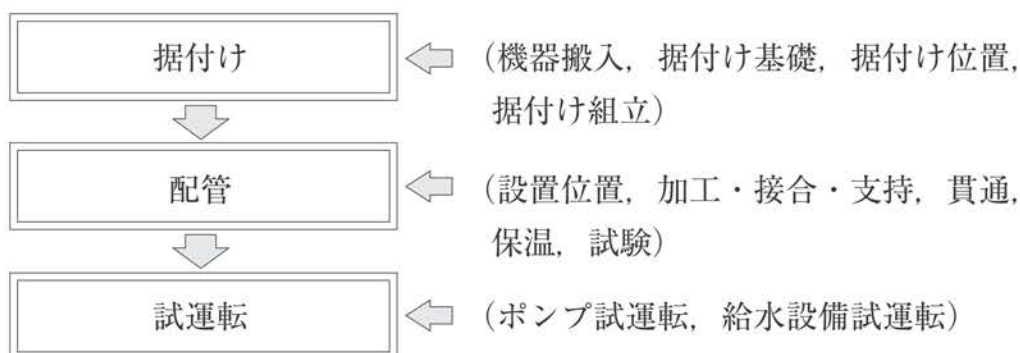 据付け
（機器搬入，据付け基礎，据付け位置，
据付け組立）
配管
（設置位置，加工・接合・支持，貫通，
保温，試験）
試運転
（ポンプ試運転，給水設備試運転）